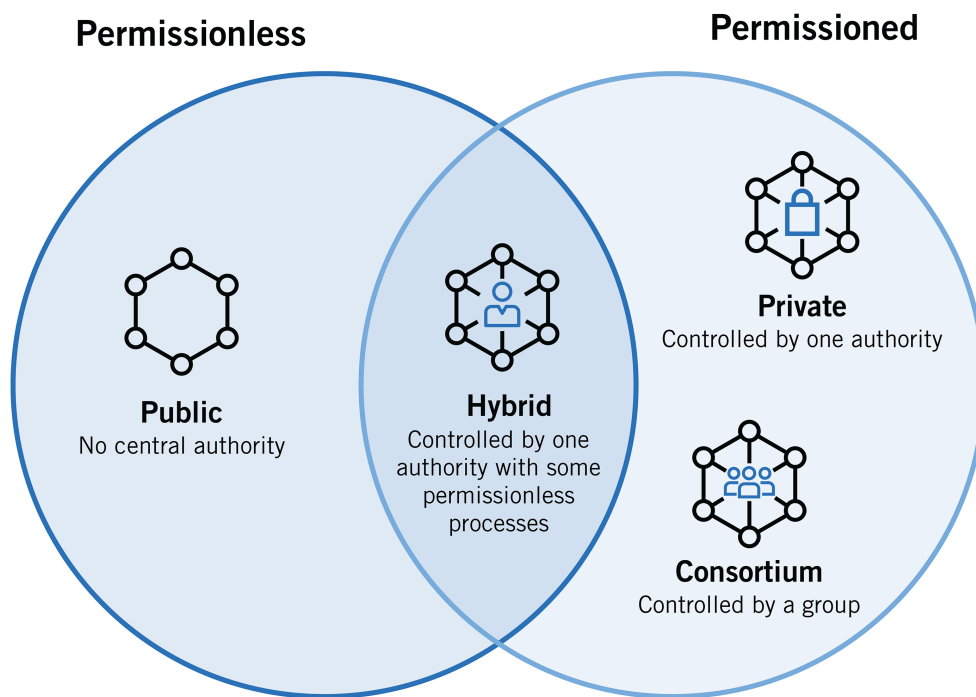 Permissionless
Permissioned
Public
No central authority
Hybrid
Controlled by one
authority with some
permissionless
processes
Private
Controlled by one authority
Consortium
Controlled by a group